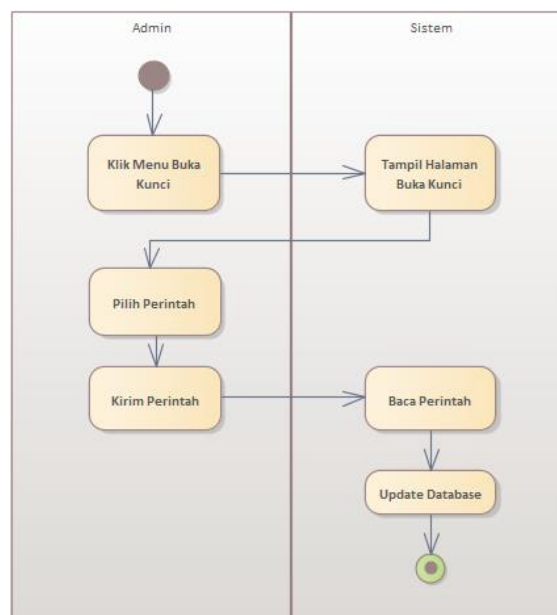 Admin
Sistem
Klik Menu Buka
Kunci
Tampil Halaman
Buka Kunci
Pilih Perintah
Kirim Perintah
Baca Perintah
Update Database